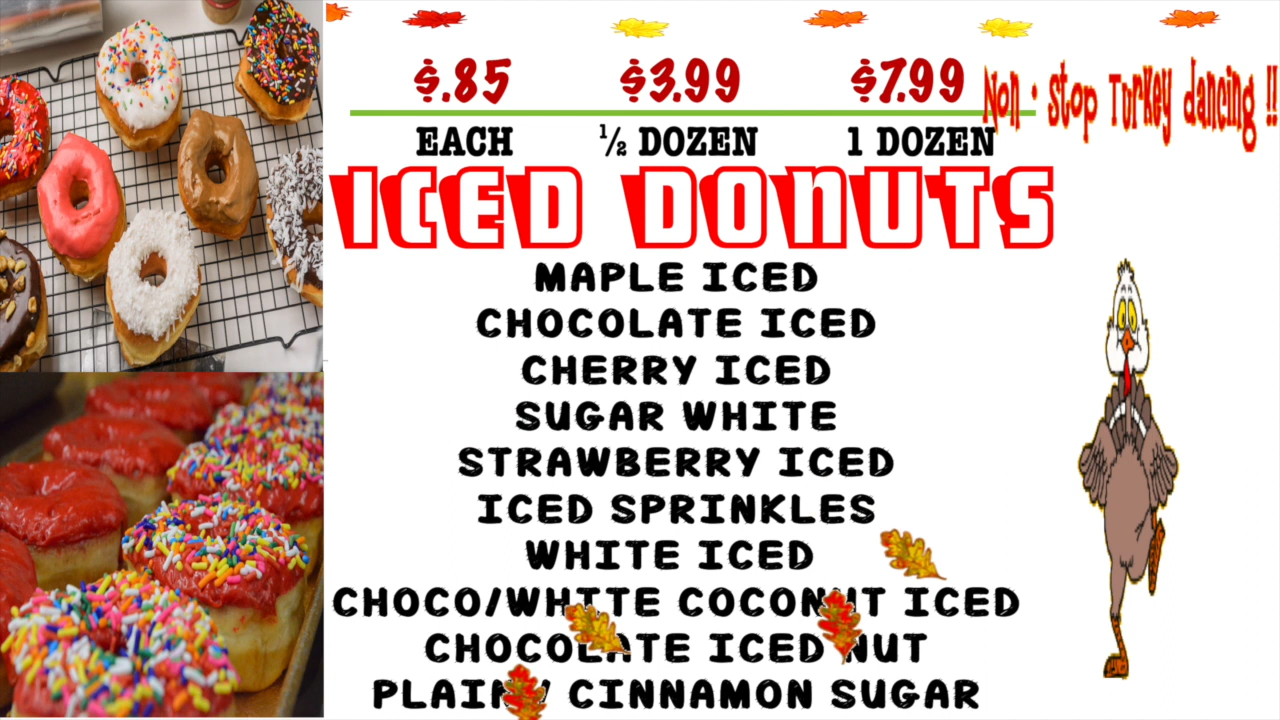 $.85 $3.99 $7.99
Non · stop Turkey dancing !!
EACH ½ DOZEN 1 DOZEN
ICED DONUTS
MAPLE ICED
CHOCOLATE ICED
CHERRY ICED
SUGAR WHITE
STRAWBERRY ICED
ICED SPRINKLES
WHITE ICED
CHOCO/WHITE COCONUT ICED
CHOCOLATE ICED NUT
PLAIN/ CINNAMON SUGAR